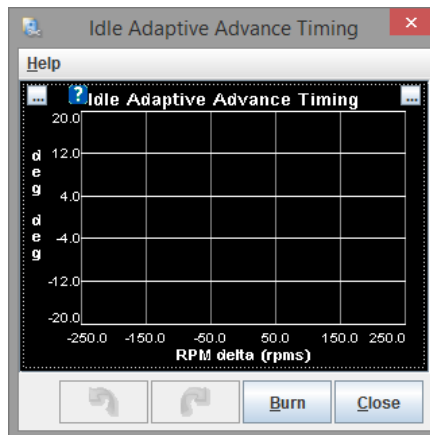 Idle Adaptive Advance Timing
Help
... ? Idle Adaptive Advance Timing ...
20.0
12.0
4.0
-4.0
-12.0
-20.0
deg deg
-250.0 -150.0 -50.0 50.0 150.0 250.0
RPM delta (rpms)
Burn Close